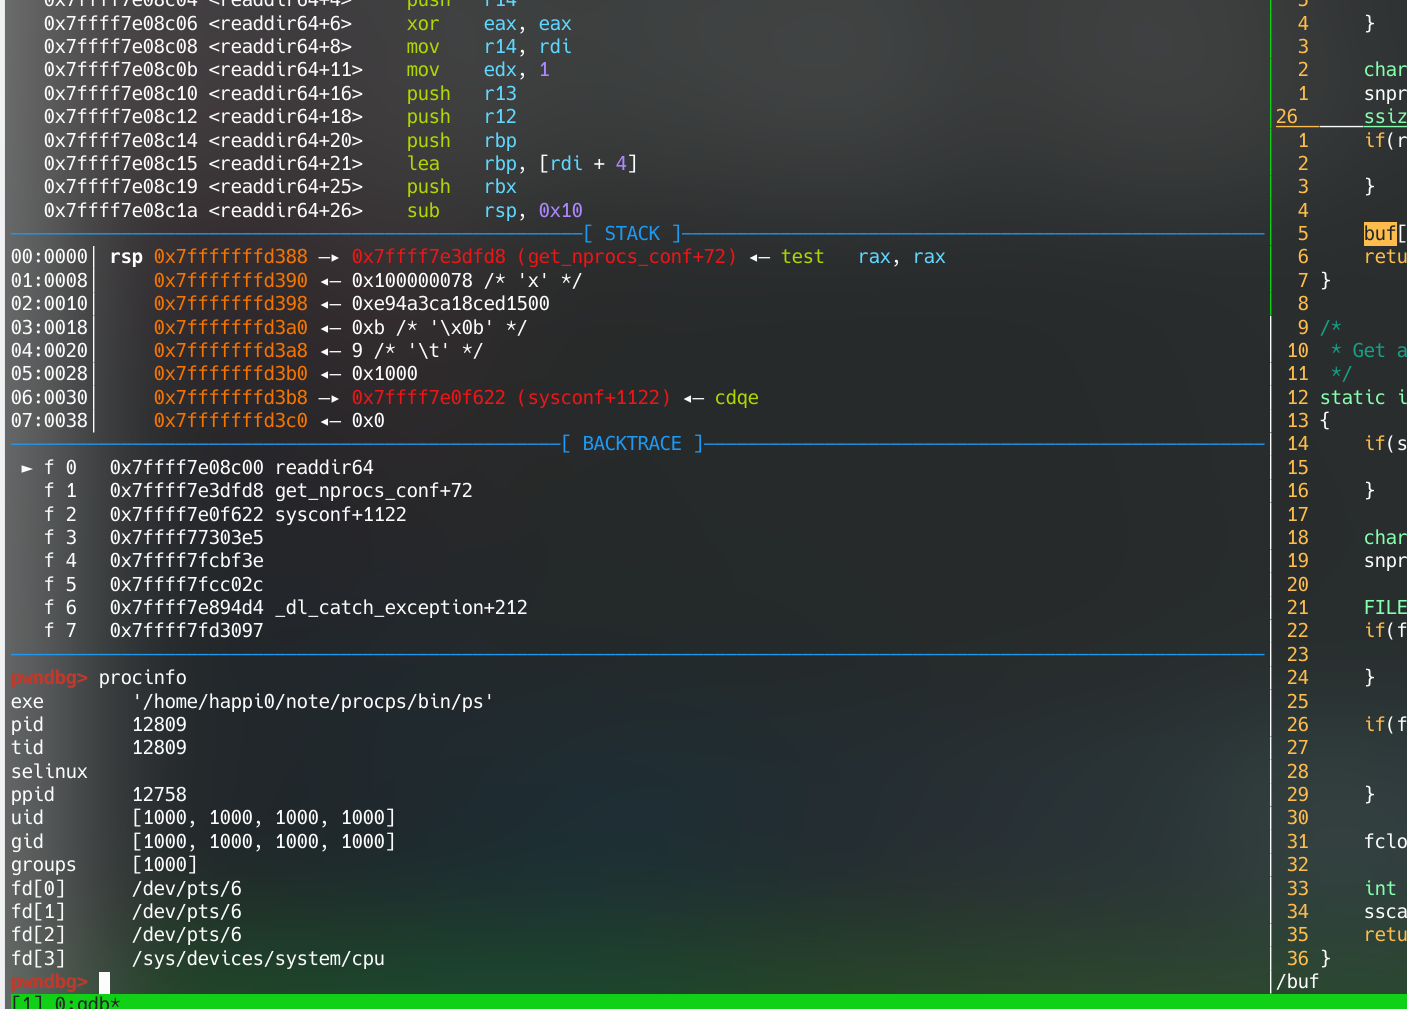 0x7ffff7e08c04 <readdir64+4> push r14
0x7ffff7e08c06 <readdir64+6> xor eax, eax
0x7ffff7e08c08 <readdir64+8> mov r14, rdi
0x7ffff7e08c0b <readdir64+11> mov edx, 1
0x7ffff7e08c10 <readdir64+16> push r13
0x7ffff7e08c12 <readdir64+18> push r12
0x7ffff7e08c14 <readdir64+20> push rbp
0x7ffff7e08c15 <readdir64+21> lea rbp, [rdi + 4]
0x7ffff7e08c19 <readdir64+25> push rbx
0x7ffff7e08c1a <readdir64+26> sub rsp, 0x10
[ STACK ]
00:0000│ rsp 0x7fffffffd388 —▸ 0x7ffff7e3dfd8 (get_nprocs_conf+72) ◂— test rax, rax
01:0008│ 0x7fffffffd390 ◂— 0x100000078 /* 'x' */
02:0010│ 0x7fffffffd398 ◂— 0xe94a3ca18ced1500
03:0018│ 0x7fffffffd3a0 ◂— 0xb /* '\x0b' */
04:0020│ 0x7fffffffd3a8 ◂— 9 /* '\t' */
05:0028│ 0x7fffffffd3b0 ◂— 0x1000
06:0030│ 0x7fffffffd3b8 —▸ 0x7ffff7e0f622 (sysconf+1122) ◂— cdqe
07:0038│ 0x7fffffffd3c0 ◂— 0x0
[ BACKTRACE ]
► f 0 0x7ffff7e08c00 readdir64
f 1 0x7ffff7e3dfd8 get_nprocs_conf+72
f 2 0x7ffff7e0f622 sysconf+1122
f 3 0x7ffff77303e5
f 4 0x7ffff7fcbf3e
f 5 0x7ffff7fcc02c
f 6 0x7ffff7e894d4 _dl_catch_exception+212
f 7 0x7ffff7fd3097
pwndbg> procinfo
exe '/home/happi0/note/procps/bin/ps'
pid 12809
tid 12809
selinux
ppid 12758
uid [1000, 1000, 1000, 1000]
gid [1000, 1000, 1000, 1000]
groups [1000]
fd[0] /dev/pts/6
fd[1] /dev/pts/6
fd[2] /dev/pts/6
fd[3] /sys/devices/system/cpu
pwndbg>
[1] 0:gdb*
5
4 }
3
2 char
1 snpr
26 ssiz
1 if(r
2
3 }
4
5 buf[
6 retu
7 }
8
9 /*
10 * Get a
11 */
12 static i
13 {
14 if(s
15
16 }
17
18 char
19 snpr
20
21 FILE
22 if(f
23
24 }
25
26 if(f
27
28
29 }
30
31 fclo
32
33 int
34 ssca
35 retu
36 }
/buf